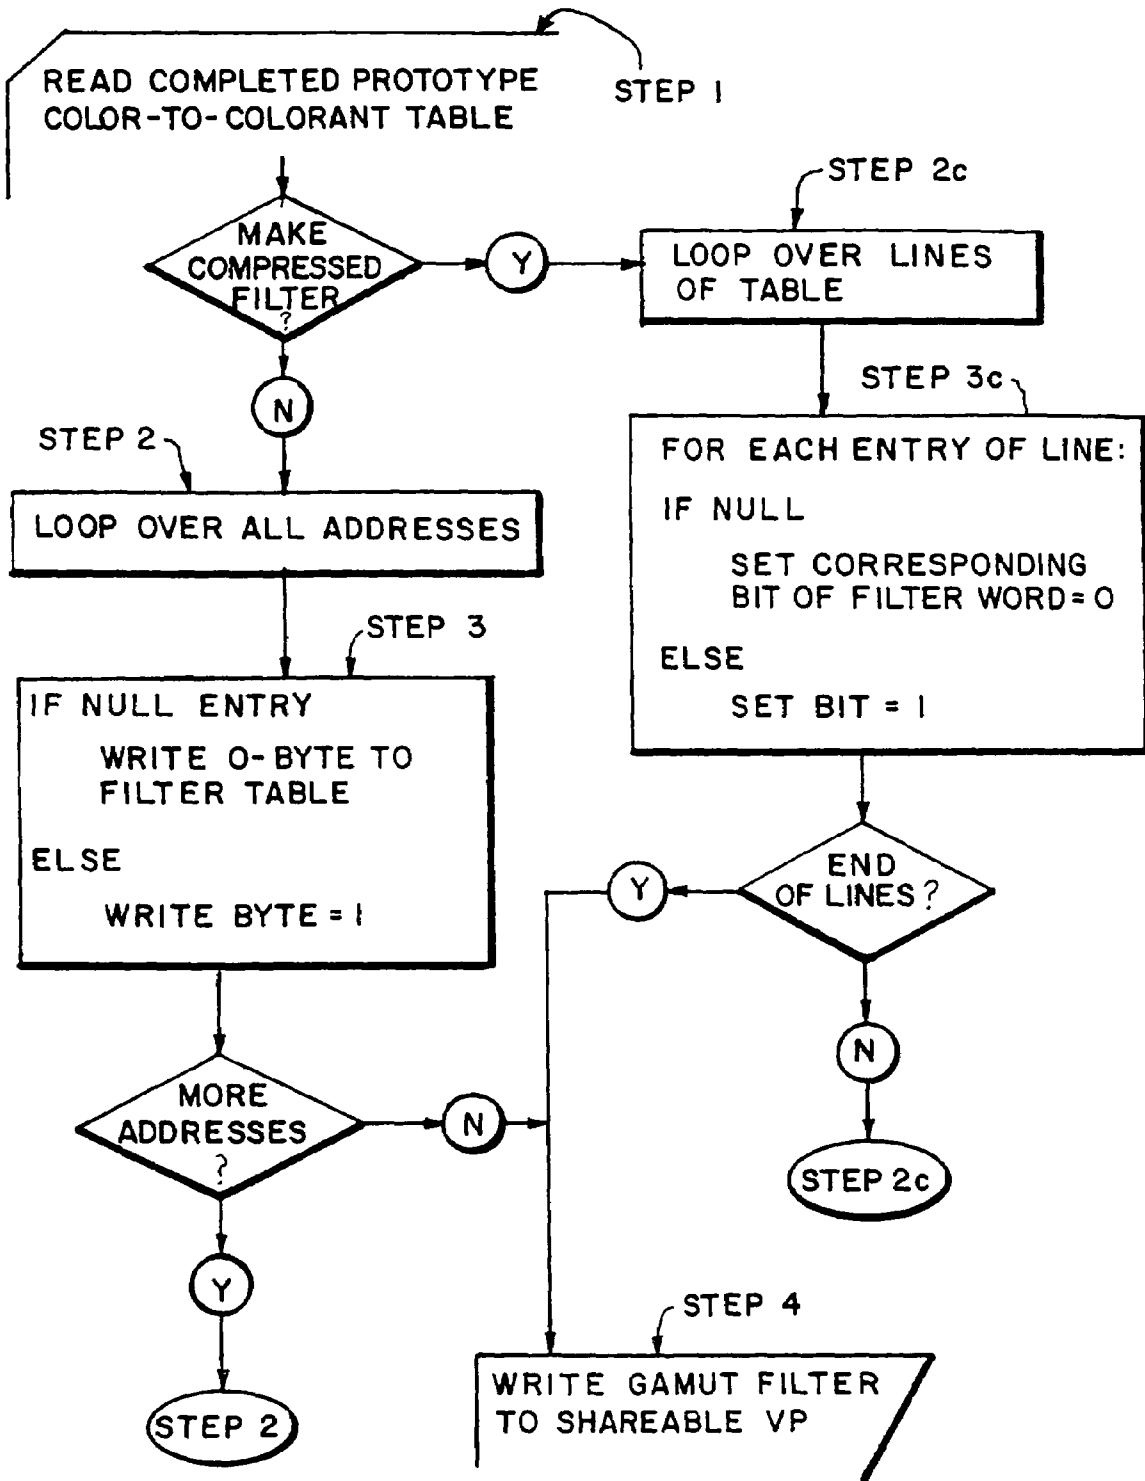 STEP 1
READ COMPLETED PROTOTYPE
COLOR-TO-COLORANT TABLE
MAKE
COMPRESSED
FILTER
?
Y
STEP 2c
LOOP OVER LINES
OF TABLE
N
STEP 3c
FOR EACH ENTRY OF LINE:
IF NULL
SET CORRESPONDING
BIT OF FILTER WORD=0
ELSE
SET BIT = 1
STEP 2
LOOP OVER ALL ADDRESSES
STEP 3
IF NULL ENTRY
WRITE 0-BYTE TO
FILTER TABLE
ELSE
WRITE BYTE = 1
END
OF LINES?
Y
N
STEP 2c
MORE
ADDRESSES
?
N
Y
STEP 2
STEP 4
WRITE GAMUT FILTER
TO SHAREABLE VP